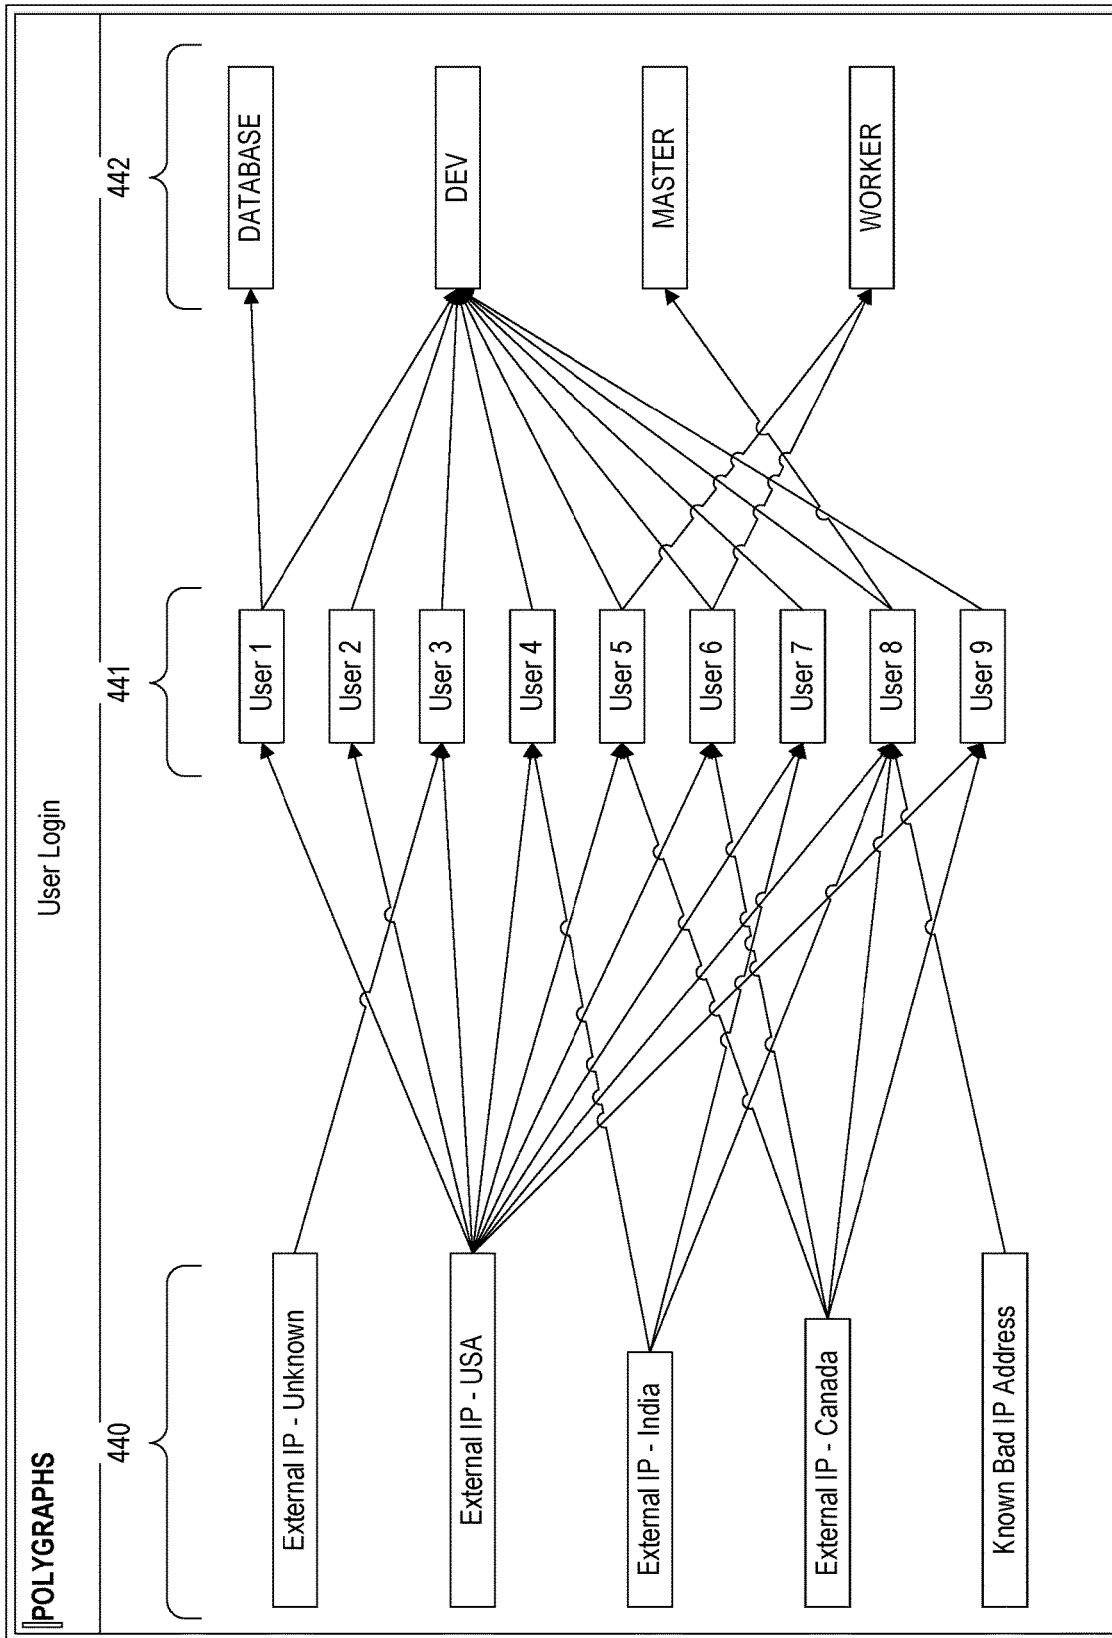 POLYGRAPHS
User Login
440
441
442
External IP - Unknown
External IP - USA
External IP - India
External IP - Canada
Known Bad IP Address
User 1
User 2
User 3
User 4
User 5
User 6
User 7
User 8
User 9
DATABASE
DEV
MASTER
WORKER